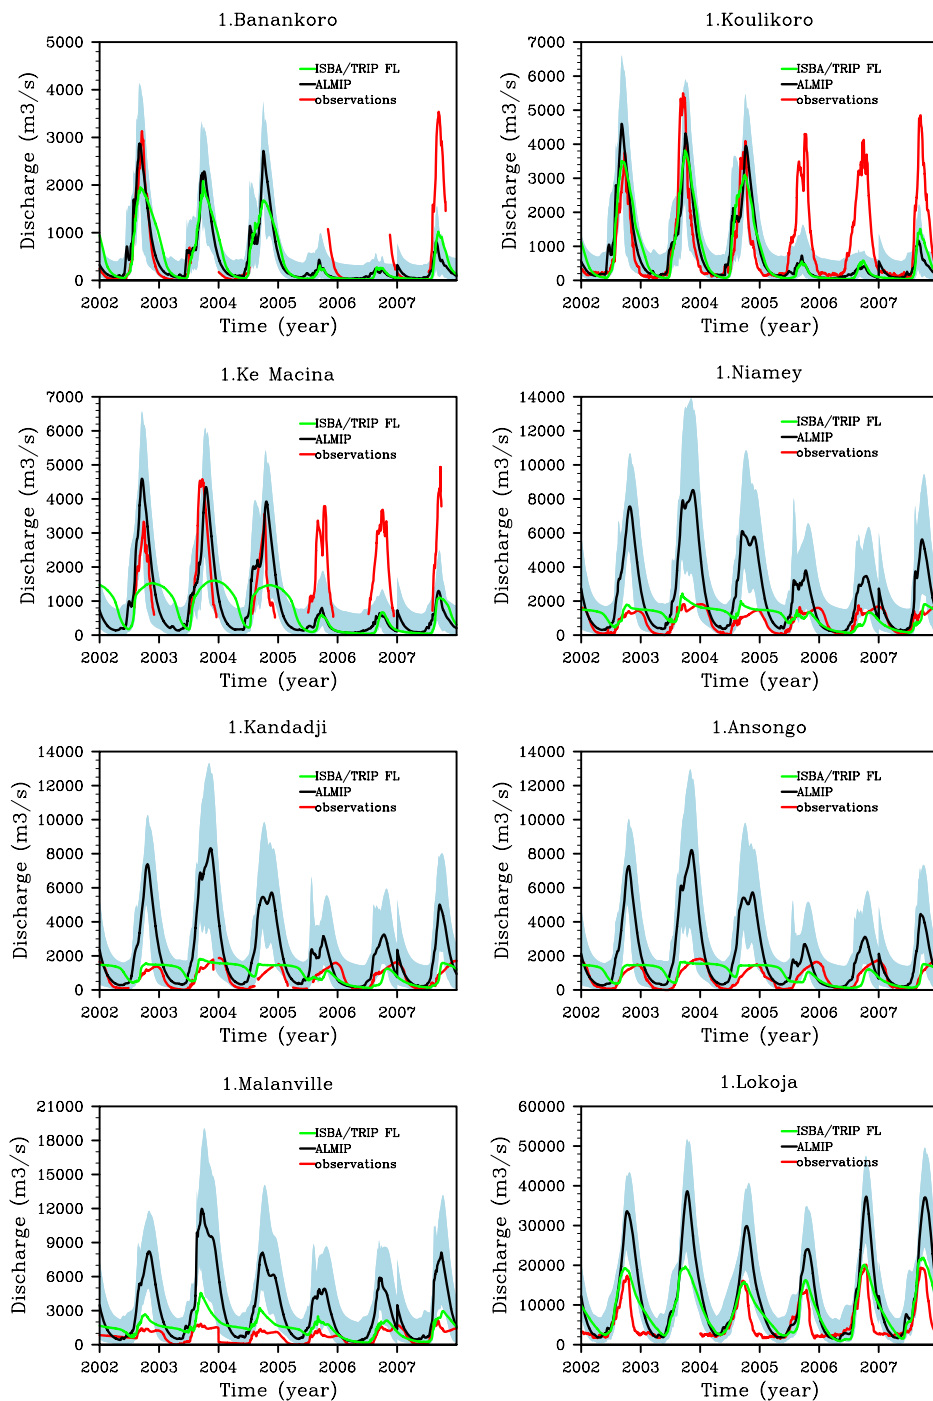 1.Banankoro
Discharge (m3/s)
5000
4000
3000
2000
1000
0
ISBA/TRIP FL
ALMIP
observations
2002 2003 2004 2005 2006 2007
Time (year)
1.Koulikoro
Discharge (m3/s)
7000
6000
5000
4000
3000
2000
1000
0
ISBA/TRIP FL
ALMIP
observations
2002 2003 2004 2005 2006 2007
Time (year)
1.Ke Macina
Discharge (m3/s)
7000
6000
5000
4000
3000
2000
1000
0
ISBA/TRIP FL
ALMIP
observations
2002 2003 2004 2005 2006 2007
Time (year)
1.Niamey
Discharge (m3/s)
14000
12000
10000
8000
6000
4000
2000
0
ISBA/TRIP FL
ALMIP
observations
2002 2003 2004 2005 2006 2007
Time (year)
1.Kandadji
Discharge (m3/s)
14000
12000
10000
8000
6000
4000
2000
0
ISBA/TRIP FL
ALMIP
observations
2002 2003 2004 2005 2006 2007
Time (year)
1.Ansongo
Discharge (m3/s)
14000
12000
10000
8000
6000
4000
2000
0
ISBA/TRIP FL
ALMIP
observations
2002 2003 2004 2005 2006 2007
Time (year)
1.Malanville
Discharge (m3/s)
21000
18000
15000
12000
9000
6000
3000
0
ISBA/TRIP FL
ALMIP
observations
2002 2003 2004 2005 2006 2007
Time (year)
1.Lokoja
Discharge (m3/s)
60000
50000
40000
30000
20000
10000
0
ISBA/TRIP FL
ALMIP
observations
2002 2003 2004 2005 2006 2007
Time (year)